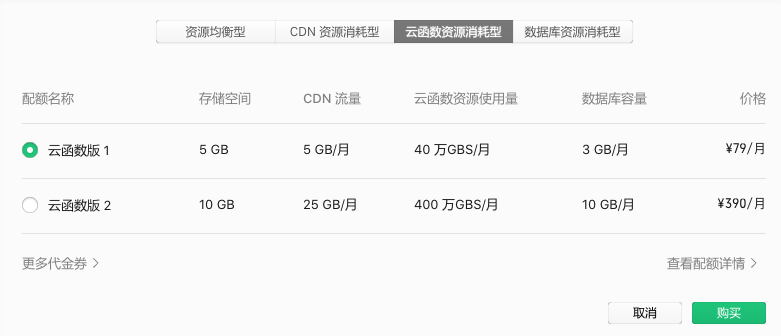 资源均衡型 CDN 资源消耗型 云函数资源消耗型 数据库资源消耗型
配额名称 存储空间 CDN 流量 云函数资源使用量 数据库容量 价格
云函数版 1 5 GB 5 GB/月 40 万GBS/月 3 GB/月 ¥79/月
云函数版 2 10 GB 25 GB/月 400 万GBS/月 10 GB/月 ¥390/月
更多代金券 > 查看配额详情 >
取消 购买